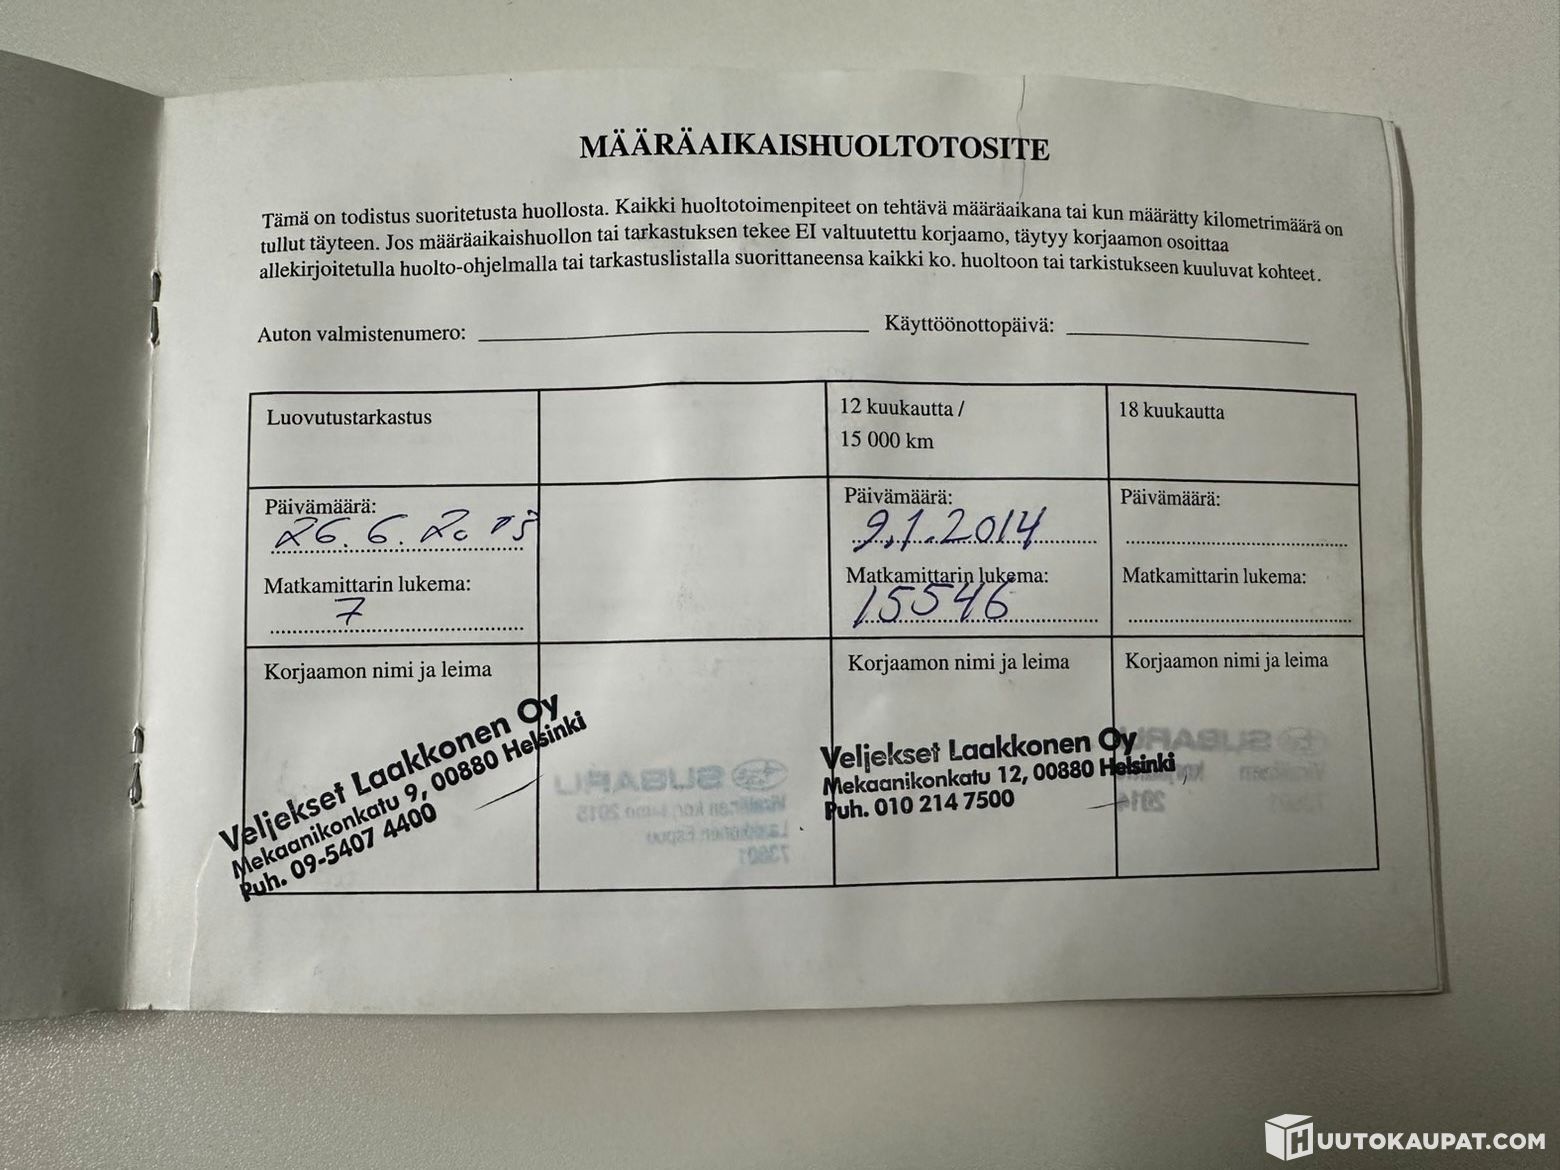 MÄÄRÄAIKAISHUOLTOTOSITE
Tämä on todistus suoritetusta huollosta. Kaikki huoltotoimenpiteet on tehtävä määräaikana tai kun määrätty kilometrimäärä on
tullut täyteen. Jos määräaikaishuollon tai tarkastuksen tekee EI valtuutettu korjaamo, täytyy korjaamon osoittaa
allekirjoitetulla huolto-ohjelmalla tai tarkastuslistalla suorittaneensa kaikki ko. huoltoon tai tarkistukseen kuuluvat kohteet.
Auton valmistenumero:
Käyttöönottopäivä:
Luovutustarkastus
Päivämäärä:
26.6.
Matkamittarin lukema:
7
Korjaamon nimi ja leima
Veljekset Laakkonen Oy
Mekaanikonkatu 9, 00880 Helsinki
Puh. 09-5407 4400
SUBARU
12 kuukautta /
15 000 km
Päivämäärä:
9.1.2014
Matkamittarin lukema:
15546
Korjaamon nimi ja leima
Veljekset Laakkonen Oy
Mekaanikonkatu 12, 00880 Helsinki
Puh. 010 214 7500
18 kuukautta
Päivämäärä:
Matkamittarin lukema:
Korjaamon nimi ja leima
SUBARU
2014
HUUTOKAUPAT.COM